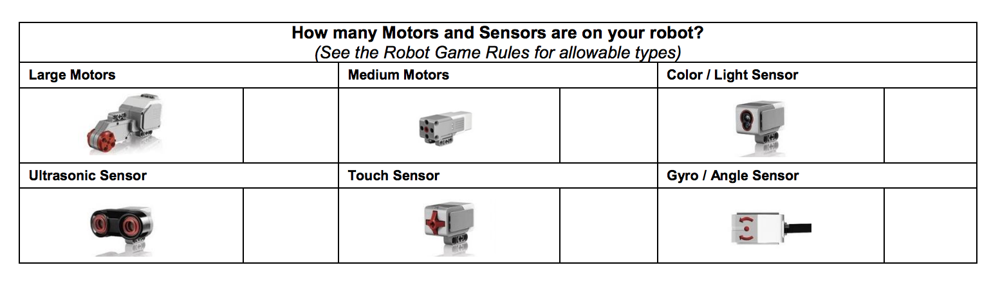 How many Motors and Sensors are on your robot?
(See the Robot Game Rules for allowable types)
Large Motors
Medium Motors
Color / Light Sensor
Ultrasonic Sensor
Touch Sensor
Gyro / Angle Sensor